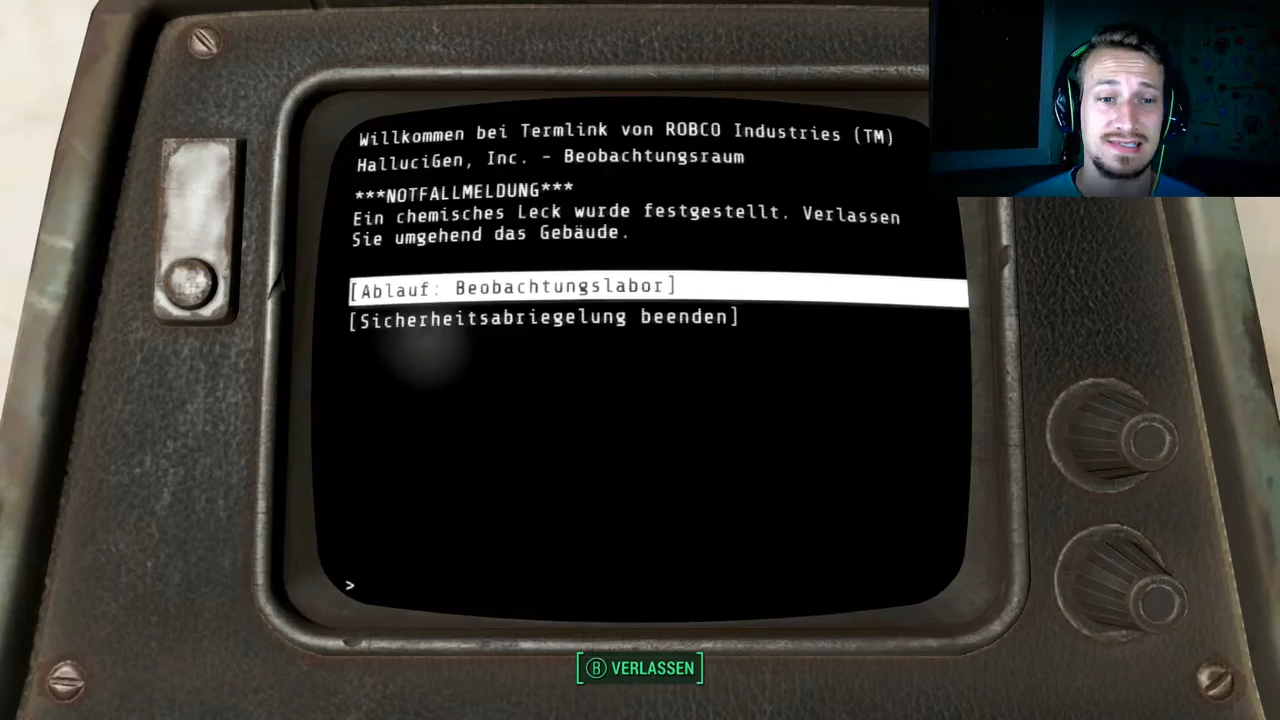 Willkommen bei Termlink von ROBCO Industries (TM)
HalluciGen, Inc. - Beobachtungsraum
***NOTFALLMELDUNG***
Ein chemisches Leck wurde festgestellt. Verlassen
Sie umgehend das Gebäude.
[Ablauf: Beobachtungslabor]
[Sicherheitsabriegelung beenden]
>
[Ⓑ VERLASSEN]